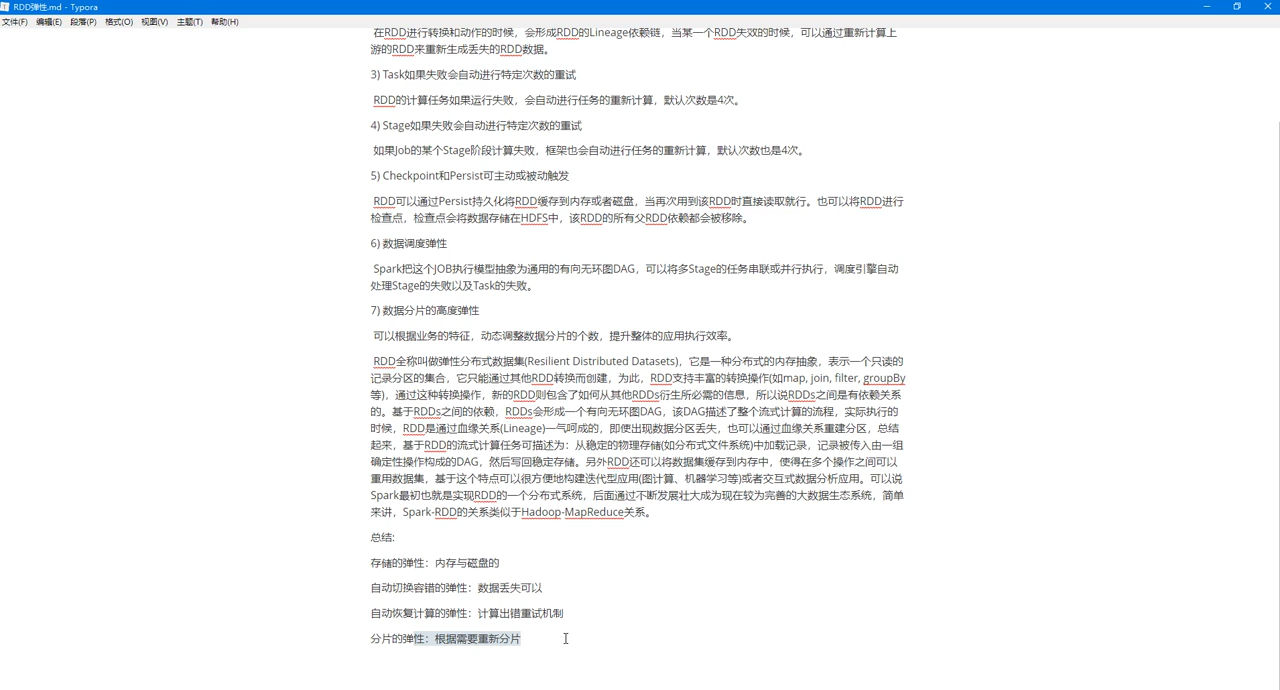 RDD弹性.md - Typora
文件(F) 编辑(E) 段落(P) 格式(O) 视图(V) 主题(T) 帮助(H)
在RDD进行转换和动作的时候，会形成RDD的Lineage依赖链，当某一个RDD失效的时候，可以通过重新计算上
游的RDD来重新生成丢失的RDD数据。
3) Task如果失败会自动进行特定次数的重试
RDD的计算任务如果运行失败，会自动进行任务的重新计算，默认次数是4次。
4) Stage如果失败会自动进行特定次数的重试
如果Job的某个Stage阶段计算失败，框架也会自动进行任务的重新计算，默认次数也是4次。
5) Checkpoint和Persist可主动或被动触发
RDD可以通过Persist持久化将RDD缓存到内存或者磁盘，当再次用到该RDD时直接读取就行。也可以将RDD进行
检查点，检查点会将数据存储在HDFS中，该RDD的所有父RDD依赖都会被移除。
6) 数据调度弹性
Spark把这个JOB执行模型抽象为通用的有向无环图DAG，可以将多Stage的任务串联或并行执行，调度引擎自动
处理Stage的失败以及Task的失败。
7) 数据分片的高度弹性
可以根据业务的特征，动态调整数据分片的个数，提升整体的应用执行效率。
RDD全称叫做弹性分布式数据集(Resilient Distributed Datasets)，它是一种分布式的内存抽象，表示一个只读的
记录分区的集合，它只能通过其他RDD转换而创建，为此，RDD支持丰富的转换操作(如map, join, filter, groupBy
等)，通过这种转换操作，新的RDD则包含了如何从其他RDDs衍生所必需的信息，所以说RDDs之间是有依赖关系
的。基于RDDs之间的依赖，RDDs会形成一个有向无环图DAG，该DAG描述了整个流式计算的流程，实际执行的
时候，RDD是通过血缘关系(Lineage)一气呵成的，即使出现数据分区丢失，也可以通过血缘关系重建分区，总结
起来，基于RDD的流式计算任务可描述为：从稳定的物理存储(如分布式文件系统)中加载记录，记录被传入由一组
确定性操作构成的DAG，然后写回稳定存储。另外RDD还可以将数据集缓存到内存中，使得在多个操作之间可以
重用数据集，基于这个特点可以很方便地构建迭代型应用(图计算、机器学习等)或者交互式数据分析应用。可以说
Spark最初也就是实现RDD的一个分布式系统，后面通过不断发展壮大成为现在较为完善的大数据生态系统，简单
来讲，Spark-RDD的关系类似于Hadoop-MapReduce关系。
总结:
存储的弹性：内存与磁盘的
自动切换容错的弹性：数据丢失可以
自动恢复计算的弹性：计算出错重试机制
分片的弹性：根据需要重新分片